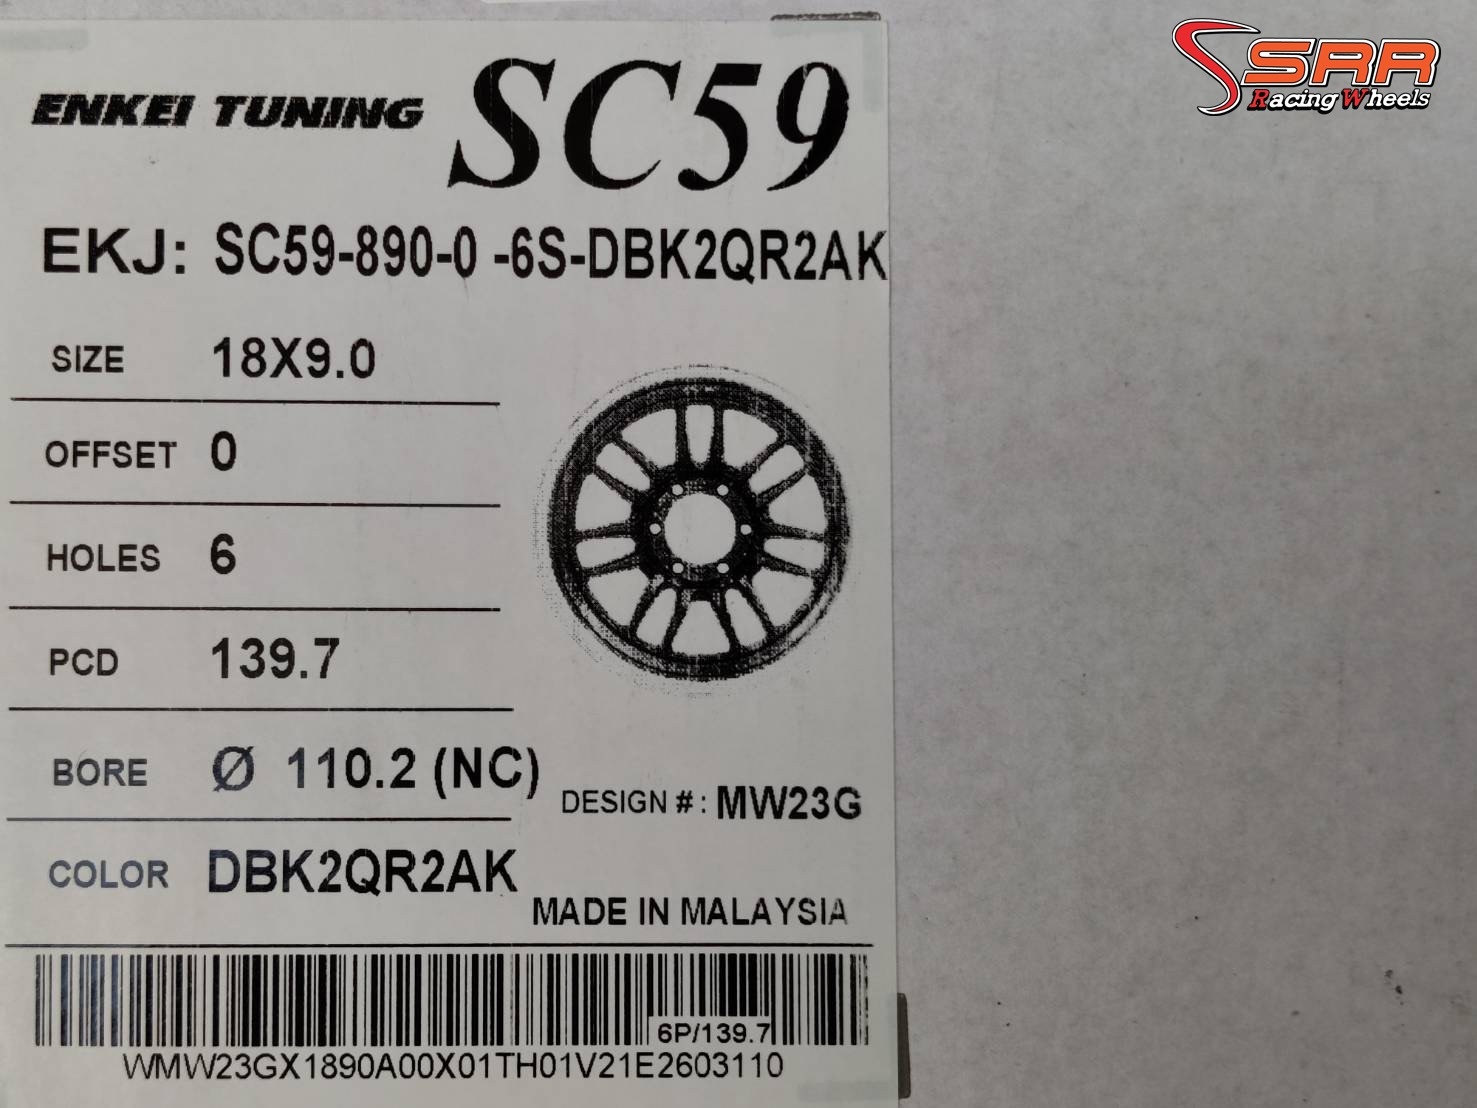 SRR
Racing Wheels
ENKEI TUNING SC59
EKJ: SC59-890-0 -6S-DBK2QR2AK
SIZE 18X9.0
OFFSET 0
HOLES 6
PCD 139.7
BORE Ø 110.2 (NC)
DESIGN # : MW23G
COLOR DBK2QR2AK
MADE IN MALAYSIA
6P/139.7
WMW23GX1890A00X01TH01V21E2603110